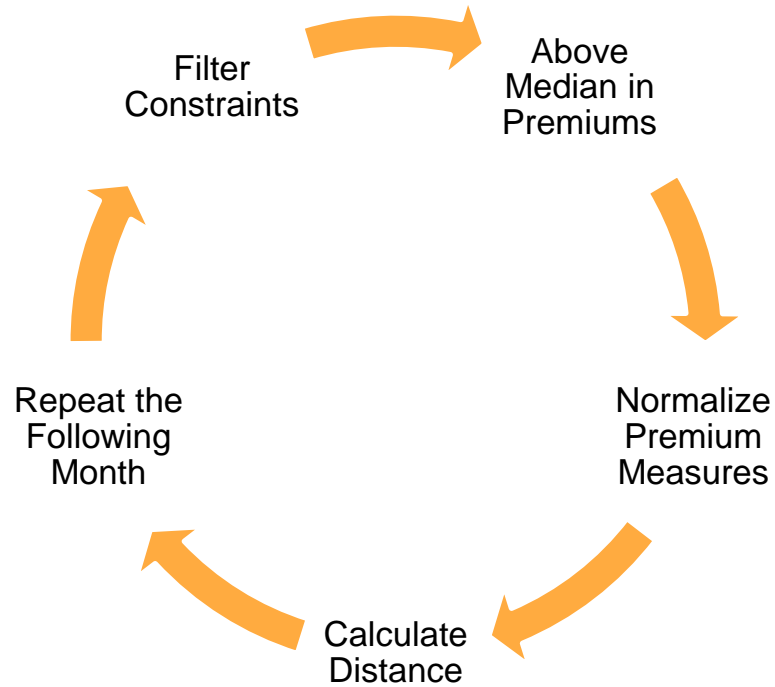 Filter
Constraints
Above
Median in
Premiums
Normalize
Premium
Measures
Calculate
Distance
Repeat the
Following
Month